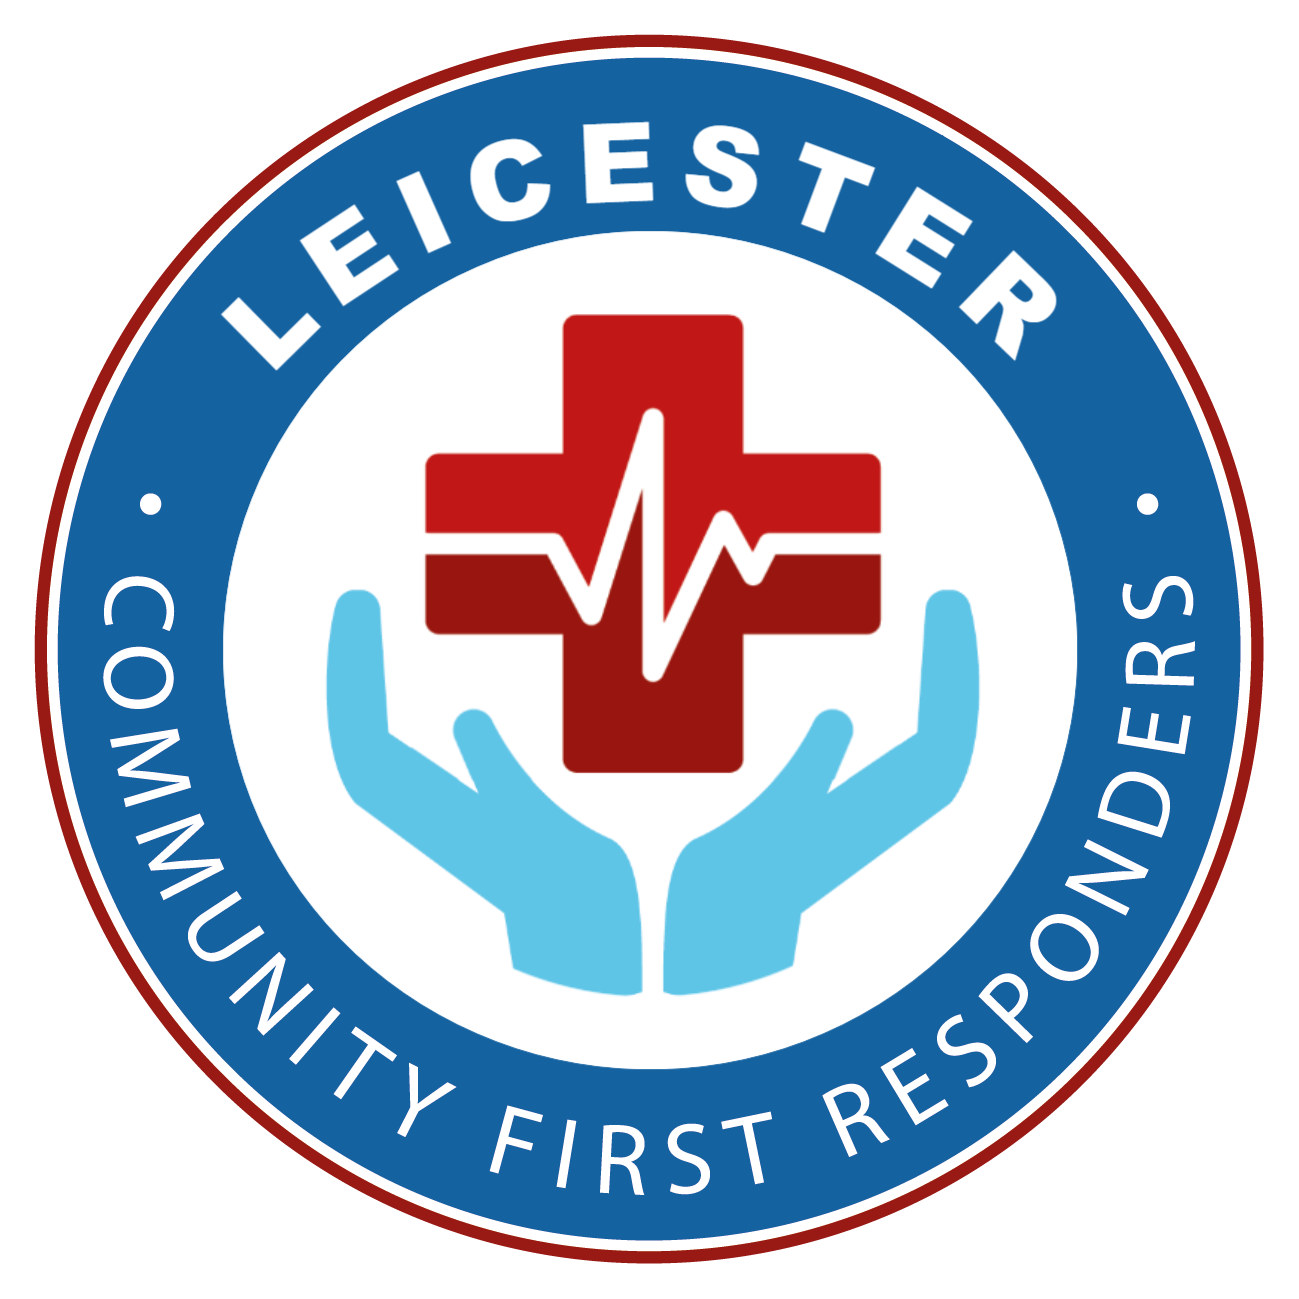 LEICESTER
• COMMUNITY FIRST RESPONDERS •